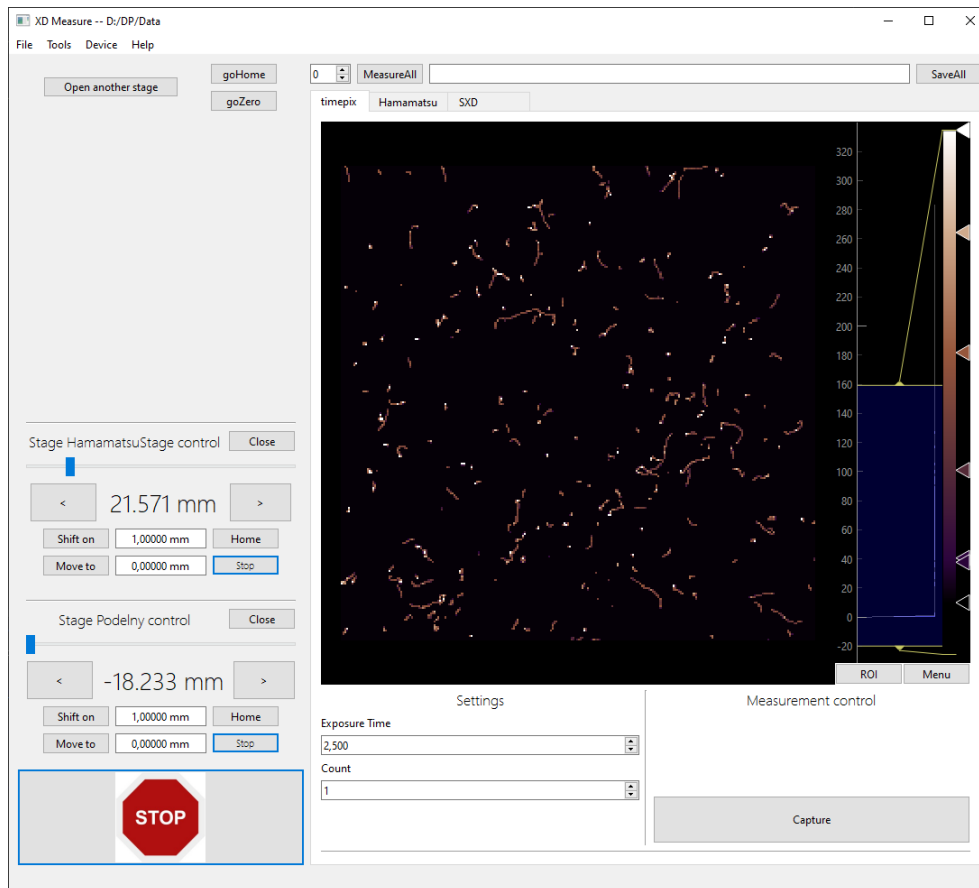 XD Measure -- D:/DP/Data
File Tools Device Help
Open another stage
goHome
goZero
0
MeasureAll
SaveAll
timepix
Hamamatsu
SXD
320
300
280
260
240
220
200
180
160
140
120
100
80
60
40
20
0
-20
ROI
Menu
Stage HamamatsuStage control
Close
<
21.571 mm
>
Shift on
1,00000 mm
Home
Move to
0,00000 mm
Stop
Stage Podelny control
Close
<
-18.233 mm
>
Shift on
1,00000 mm
Home
Move to
0,00000 mm
Stop
STOP
Settings
Exposure Time
2,500
Count
1
Measurement control
Capture